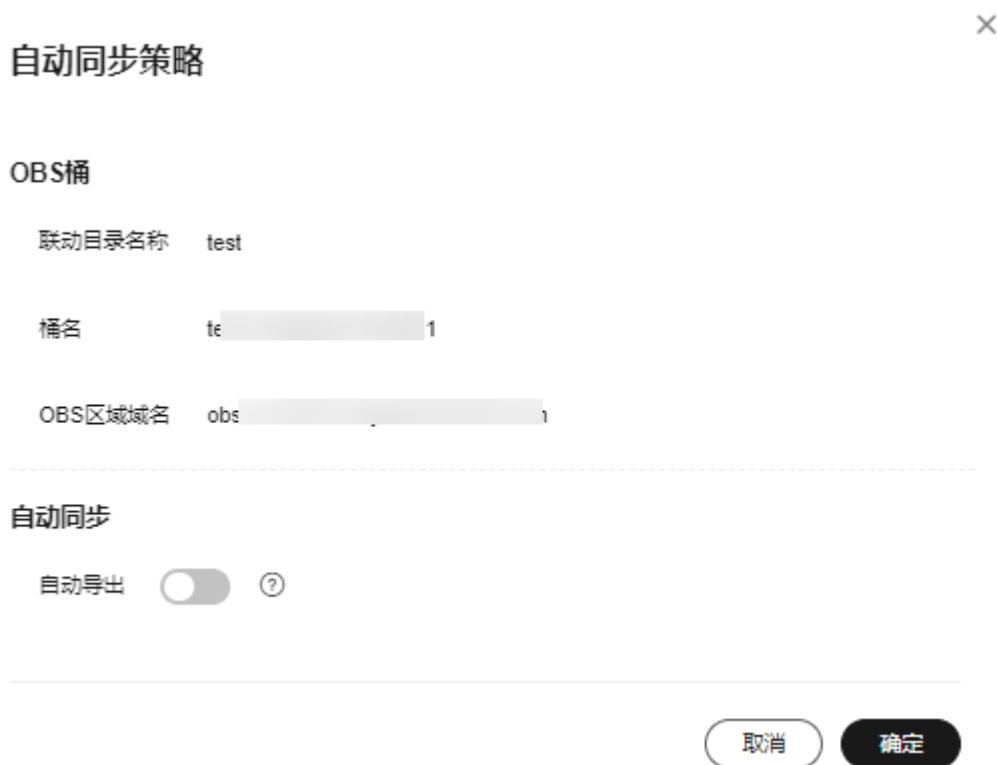 自动同步策略
OBS桶
联动目录名称 test
桶名
OBS区域域名
自动同步
自动导出 ?
取消 确定